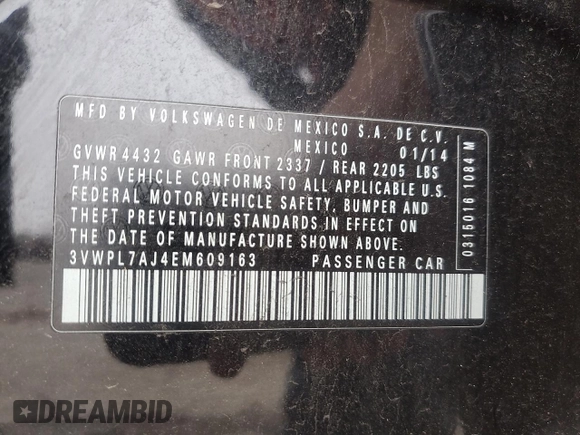 MFD BY VOLKSWAGEN DE MEXICO S.A. DE C.V.
MEXICO 01/14
GVWR 4432 GAWR FRONT 2337 / REAR 2205 LBS
THIS VEHICLE CONFORMS TO ALL APPLICABLE U.S.
FEDERAL MOTOR VEHICLE SAFETY, BUMPER AND
THEFT PREVENTION STANDARDS IN EFFECT ON
THE DATE OF MANUFACTURE SHOWN ABOVE.
3VWPL7AJ4EM609163 PASSENGER CAR
0315016 1084 M
DREAMBID